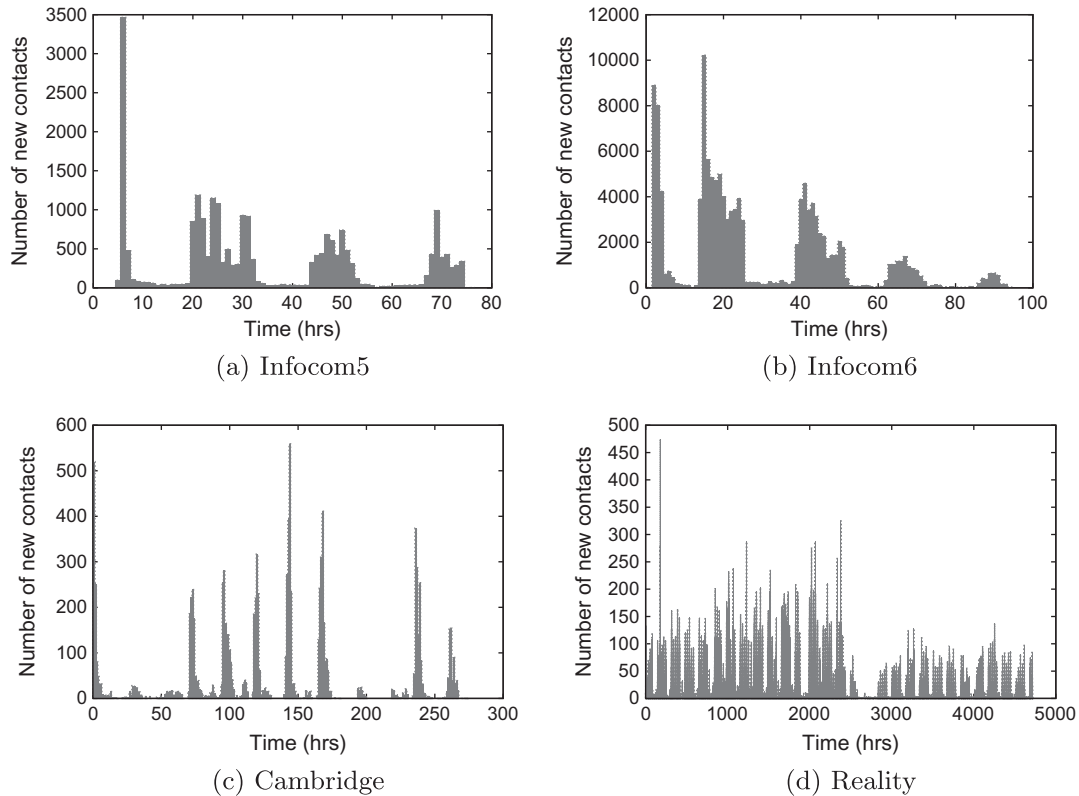 3500
3000
2500
2000
1500
1000
500
0
Number of new contacts
0 10 20 30 40 50 60 70 80
Time (hrs)
(a) Infocom5
12000
10000
8000
6000
4000
2000
0
Number of new contacts
0 20 40 60 80 100
Time (hrs)
(b) Infocom6
600
500
400
300
200
100
0
Number of new contacts
0 50 100 150 200 250 300
Time (hrs)
(c) Cambridge
500
450
400
350
300
250
200
150
100
50
0
Number of new contacts
0 1000 2000 3000 4000 5000
Time (hrs)
(d) Reality